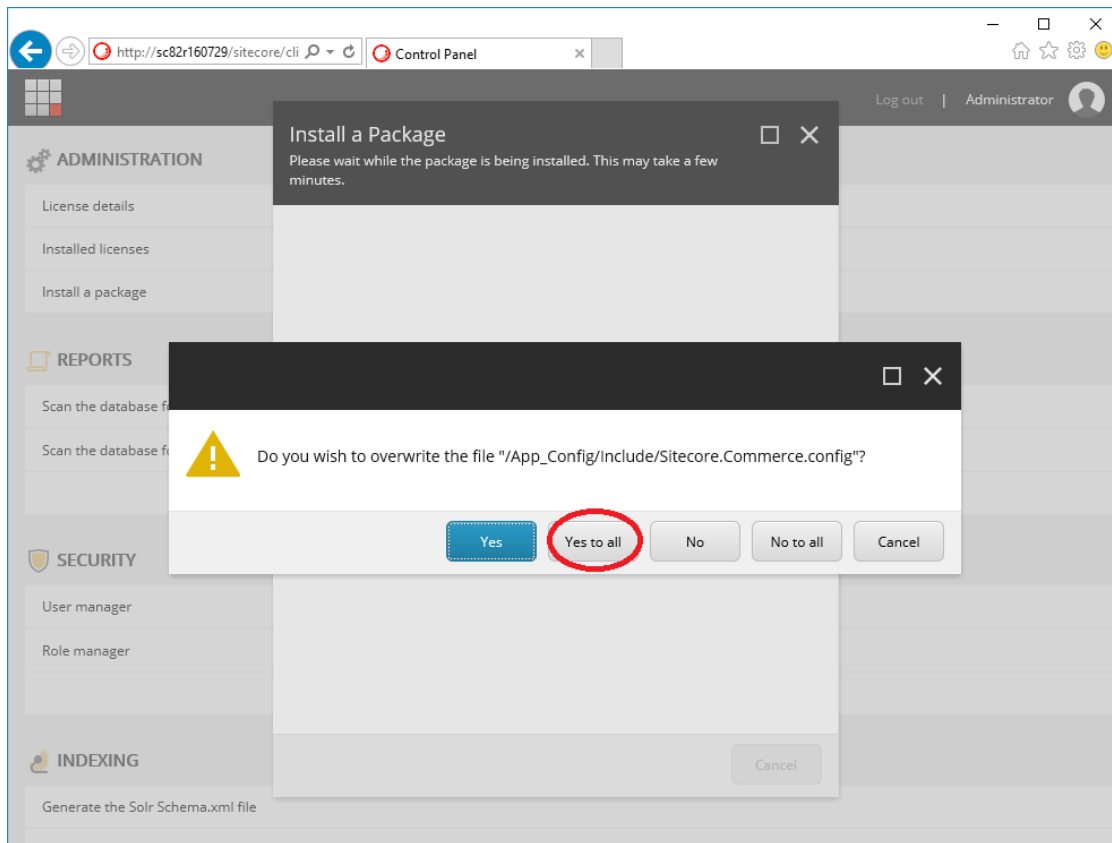 http://sc82r160729/sitecore/cli
Control Panel
Log out | Administrator
Install a Package
Please wait while the package is being installed. This may take a few
minutes.
ADMINISTRATION
License details
Installed licenses
Install a package
REPORTS
Scan the database
Scan the database
Do you wish to overwrite the file "/App_Config/Include/Sitecore.Commerce.config"?
Yes
Yes to all
No
No to all
Cancel
SECURITY
User manager
Role manager
INDEXING
Cancel
Generate the Solr Schema.xml file